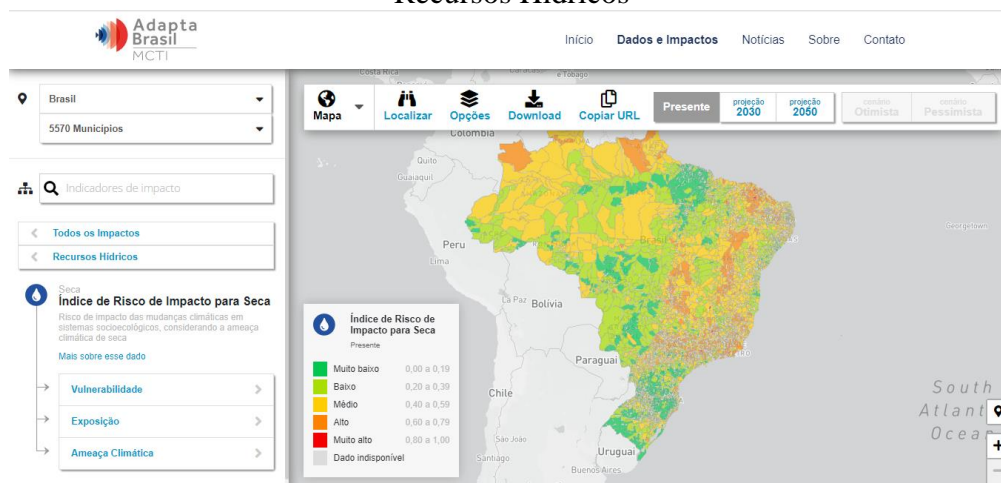 Recursos Hídricos
Adapta
Brasil
MCTI
Início Dados e Impactos Notícias Sobre Contato
Brasil
5570 Municípios
Indicadores de impacto
Todos os Impactos
Recursos Hídricos
Seca
Índice de Risco de Impacto para Seca
Risco de impacto das mudanças climáticas em
sistemas socioecológicos, considerando a ameaça
climática de seca
Mais sobre esse dado
Vulnerabilidade
Exposição
Ameaça Climática
Mapa
Localizar
Opções
Download
Copiar URL
Presente
projeção
2030
projeção
2050
cenário
Otimista
cenário
Pessimista
Costa Rica
e Tobago
Colombia
Quito
Guaiaquil
Peru
Lima
La Paz
Bolívia
Paraguai
Chile
São João
Santiago
Uruguai
Buenos Aires
Georgetown
South
Atlant
Ocea
Índice de Risco de
Impacto para Seca
Presente
Muito baixo 0,00 a 0,19
Baixo 0,20 a 0,39
Médio 0,40 a 0,59
Alto 0,60 a 0,79
Muito alto 0,80 a 1,00
Dado indisponível